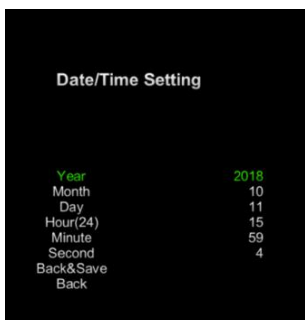 Date/Time Setting
Year 2018
Month 10
Day 11
Hour(24) 15
Minute 59
Second 4
Back&Save
Back